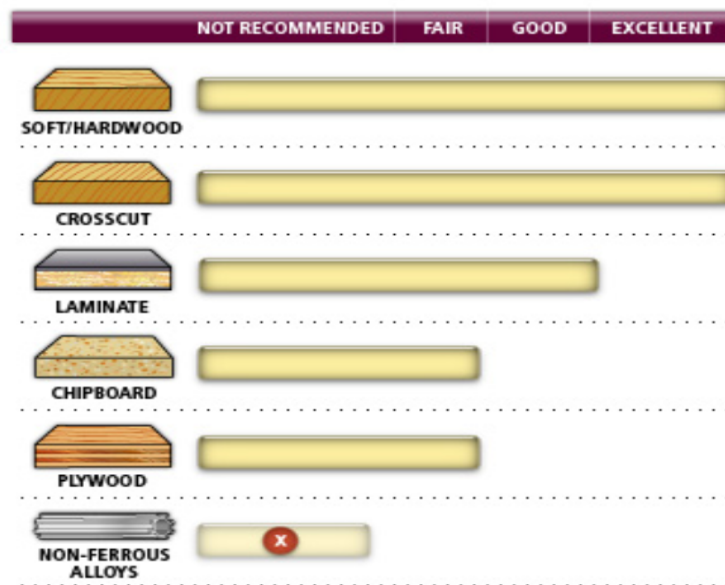 NOT RECOMMENDED FAIR GOOD EXCELLENT
SOFT/HARDWOOD
CROSSCUT
LAMINATE
CHIPBOARD
PLYWOOD
X
NON-FERROUS
ALLOYS